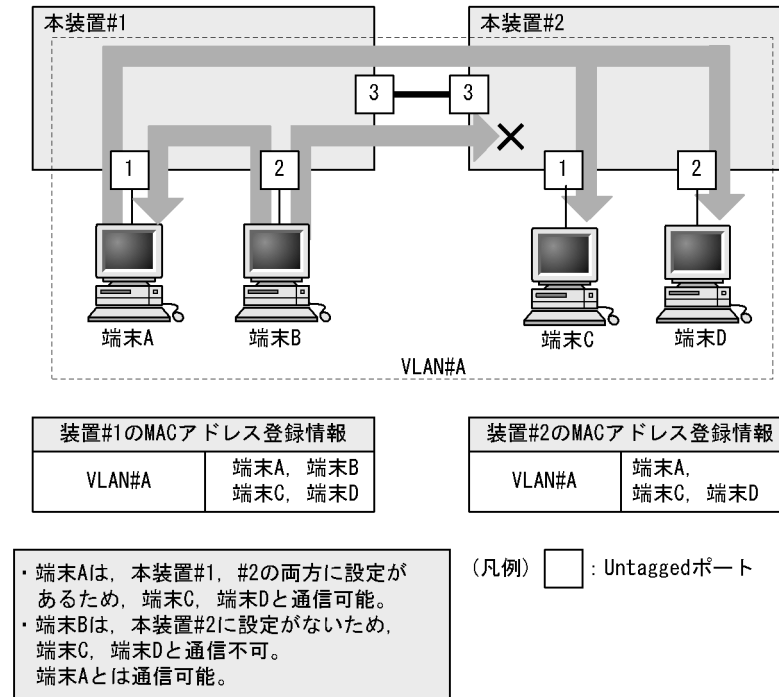 本装置#1
本装置#2
3
3
1
2
1
2
端末A
端末B
端末C
端末D
VLAN#A
装置#1のMACアドレス登録情報
VLAN#A
端末A, 端末B
端末C, 端末D
装置#2のMACアドレス登録情報
VLAN#A
端末A,
端末C, 端末D
・端末Aは, 本装置#1, #2の両方に設定が
あるため, 端末C, 端末Dと通信可能。
・端末Bは, 本装置#2に設定がないため,
端末C, 端末Dと通信不可。
端末Aとは通信可能。
(凡例) : Untaggedポート